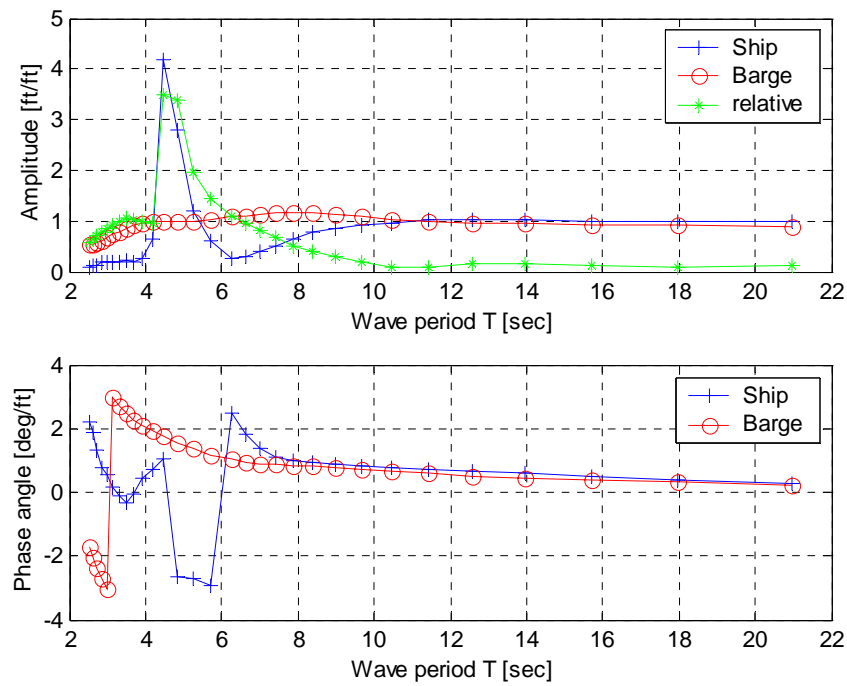 5
4
3
2
1
0
Amplitude [ft/ft]
Ship
Barge
relative
2 4 6 8 10 12 14 16 18 20 22
Wave period T [sec]
4
2
0
-2
-4
Phase angle [deg/ft]
Ship
Barge
2 4 6 8 10 12 14 16 18 20 22
Wave period T [sec]